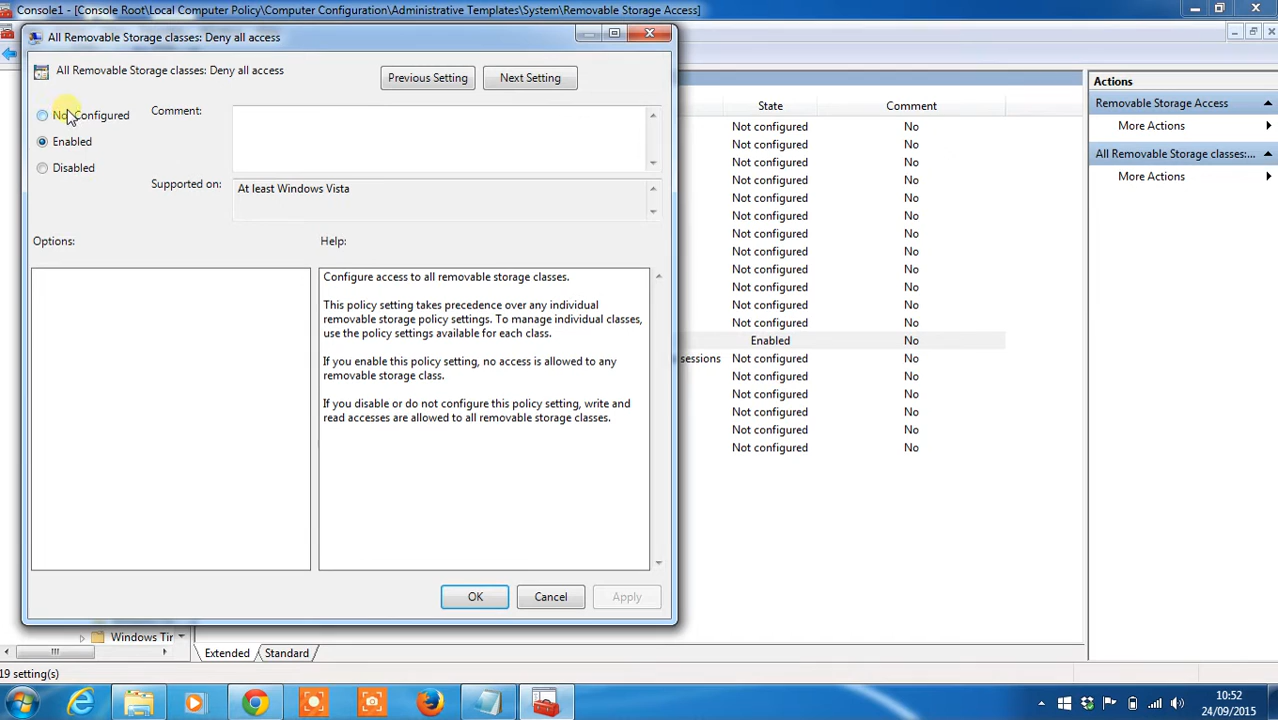 Console1 - [Console Root\Local Computer Policy\Computer Configuration\Administrative Templates\System\Removable Storage Access]
All Removable Storage classes: Deny all access
All Removable Storage classes: Deny all access
Previous Setting
Next Setting
Not Configured
Enabled
Disabled
Comment:
Supported on:
At least Windows Vista
Options:
Help:
Configure access to all removable storage classes.
This policy setting takes precedence over any individual
removable storage policy settings. To manage individual classes,
use the policy settings available for each class.
If you enable this policy setting, no access is allowed to any
removable storage class.
If you disable or do not configure this policy setting, write and
read accesses are allowed to all removable storage classes.
OK
Cancel
Apply
State Comment
Not configured No
Not configured No
Not configured No
Not configured No
Not configured No
Not configured No
Not configured No
Not configured No
Not configured No
Not configured No
Not configured No
Not configured No
Enabled No
sessions Not configured No
Not configured No
Not configured No
Not configured No
Not configured No
Not configured No
Actions
Removable Storage Access
More Actions
All Removable Storage classes:...
More Actions
Windows Tir
Extended Standard
19 setting(s)
10:52
24/09/2015